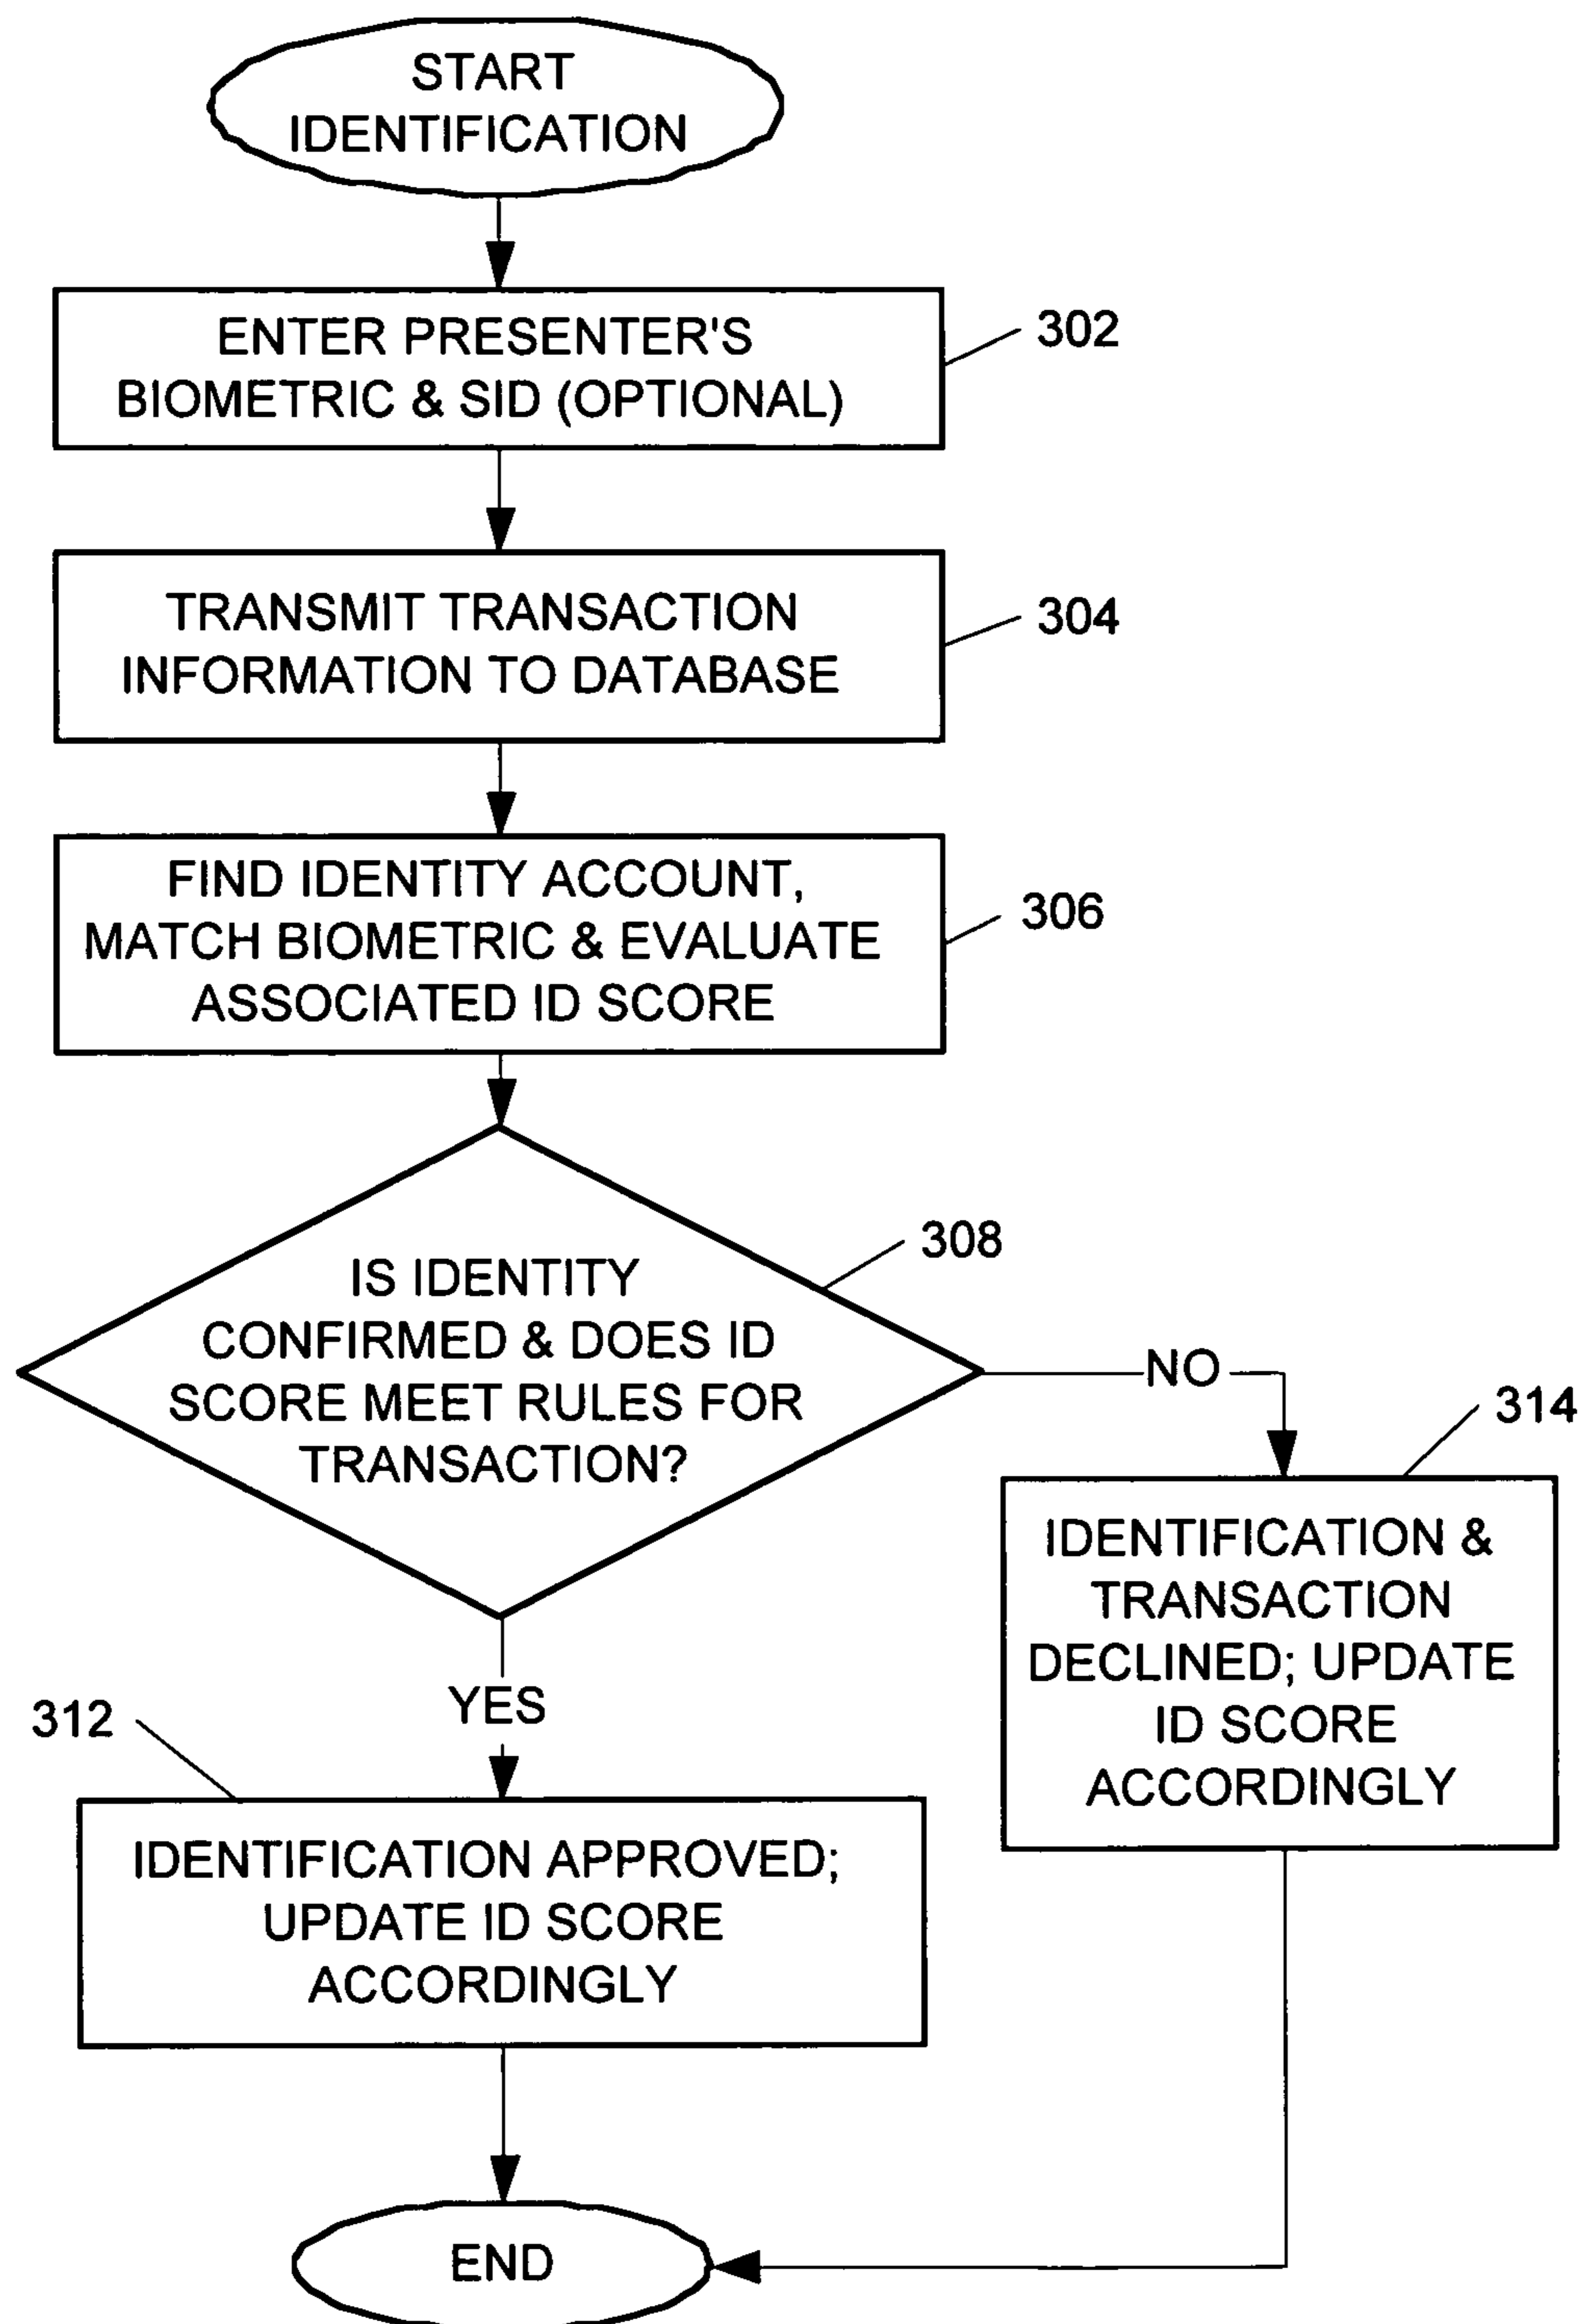 START
IDENTIFICATION
ENTER PRESENTER'S
BIOMETRIC & SID (OPTIONAL)
302
TRANSMIT TRANSACTION
INFORMATION TO DATABASE
304
FIND IDENTITY ACCOUNT,
MATCH BIOMETRIC & EVALUATE
ASSOCIATED ID SCORE
306
IS IDENTITY
CONFIRMED & DOES ID
SCORE MEET RULES FOR
TRANSACTION?
308
NO
314
IDENTIFICATION &
TRANSACTION
DECLINED; UPDATE
ID SCORE
ACCORDINGLY
YES
312
IDENTIFICATION APPROVED;
UPDATE ID SCORE
ACCORDINGLY
END